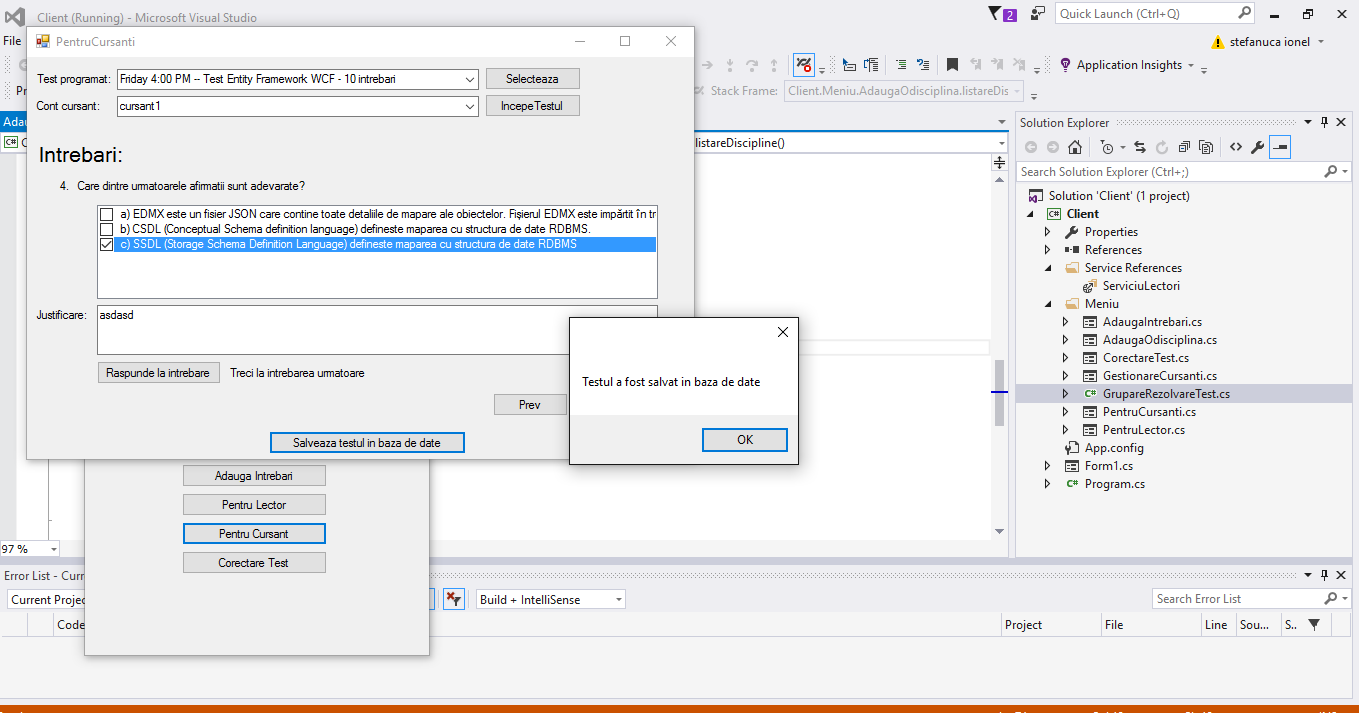 Client (Running) - Microsoft Visual Studio
2
Quick Launch (Ctrl+Q)
File
stefanuca ionel
PentruCursanti
Test programat: Friday 4:00 PM -- Test Entity Framework WCF - 10 intrebari Selecteaza
Cont cursant: cursant1 IncepeTestul
Application Insights
Stack Frame: Client.Meniu.AdaugaOdisciplina.listareDis
listareDiscipline()
Intrebari:
4. Care dintre urmatoarele afirmatii sunt adevarate?
a) EDMX este un fisier JSON care contine toate detaliile de mapare ale obiectelor. Fişierul EDMX este impărtit în tr
b) CSDL (Conceptual Schema definition language) defineste maparea cu structura de date RDBMS.
c) SSDL (Storage Schema Definition Language) defineste maparea cu structura de date RDBMS
Justificare: asdasd
Raspunde la intrebare Treci la intrebarea urmatoare
Prev
Salveaza testul in baza de date
Testul a fost salvat in baza de date
OK
Adauga Intrebari
Pentru Lector
Pentru Cursant
Corectare Test
Solution Explorer
Search Solution Explorer (Ctrl+;)
Solution 'Client' (1 project)
Client
Properties
References
Service References
ServiciuLectori
Meniu
AdaugaIntrebari.cs
AdaugaOdisciplina.cs
CorectareTest.cs
GestionareCursanti.cs
GrupareRezolvareTest.cs
PentruCursanti.cs
PentruLector.cs
App.config
Form1.cs
Program.cs
97 %
Error List - Curr
Current Projec
Build + IntelliSense
Search Error List
Code
Project File Line Sou... S..